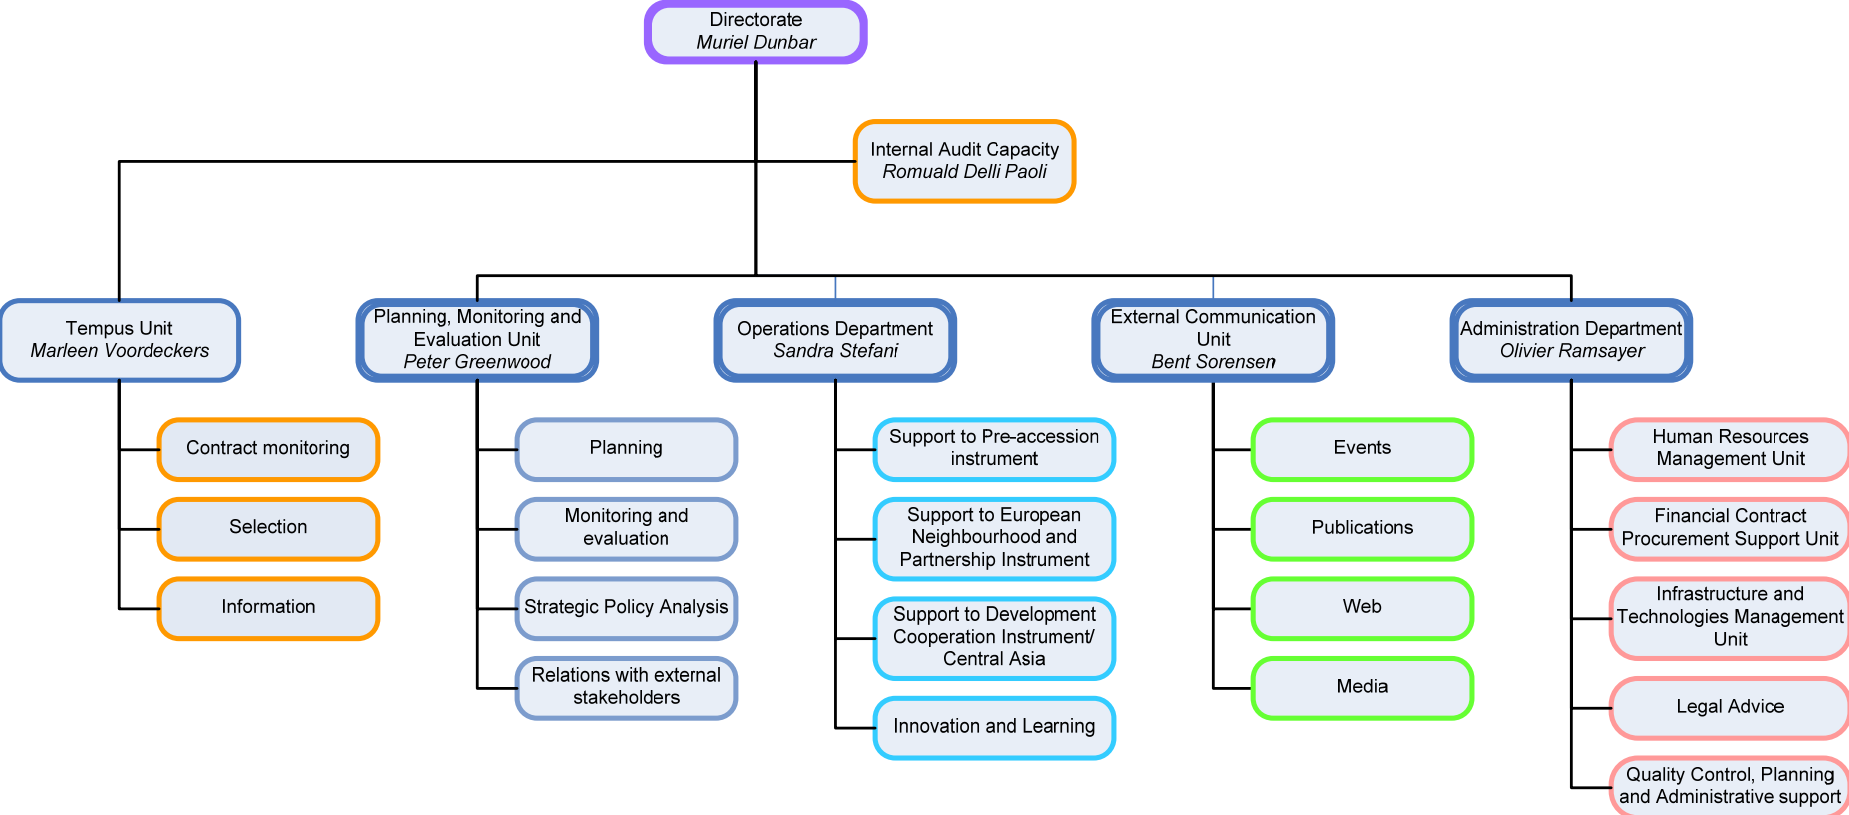 Directorate
Muriel Dunbar
Internal Audit Capacity
Romuald Delli Paoli
Tempus Unit
Marleen Voordeckers
Contract monitoring
Selection
Information
Planning, Monitoring and
Evaluation Unit
Peter Greenwood
Planning
Monitoring and
evaluation
Strategic Policy Analysis
Relations with external
stakeholders
Operations Department
Sandra Stefani
Support to Pre-accession
instrument
Support to European
Neighbourhood and
Partnership Instrument
Support to Development
Cooperation Instrument/
Central Asia
Innovation and Learning
External Communication
Unit
Bent Sorensen
Events
Publications
Web
Media
Administration Department
Olivier Ramsayer
Human Resources
Management Unit
Financial Contract
Procurement Support Unit
Infrastructure and
Technologies Management
Unit
Legal Advice
Quality Control, Planning
and Administrative support